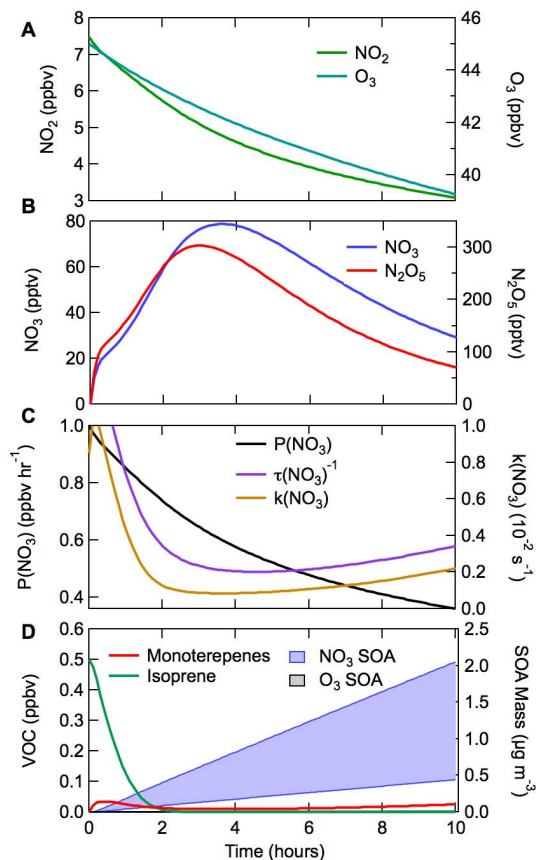 A
NO2 (ppbv)
8
7
6
5
4
3
NO2
O3
46
44
42
40
O3 (ppbv)
B
NO3 (pptv)
80
60
40
20
0
NO3
N2O5
300
200
100
0
N2O5 (pptv)
C
P(NO3) (ppbv hr-1)
1.0
0.8
0.6
0.4
P(NO3)
τ(NO3)-1
k(NO3)
1.0
0.8
0.6
0.4
0.2
0.0
k(NO3) (10-2 s-1)
D
VOC (ppbv)
0.6
0.5
0.4
0.3
0.2
0.1
0.0
Monoterepenes
Isoprene
NO3 SOA
O3 SOA
2.5
2.0
1.5
1.0
0.5
0.0
SOA Mass (μg m-3)
0 2 4 6 8 10
Time (hours)